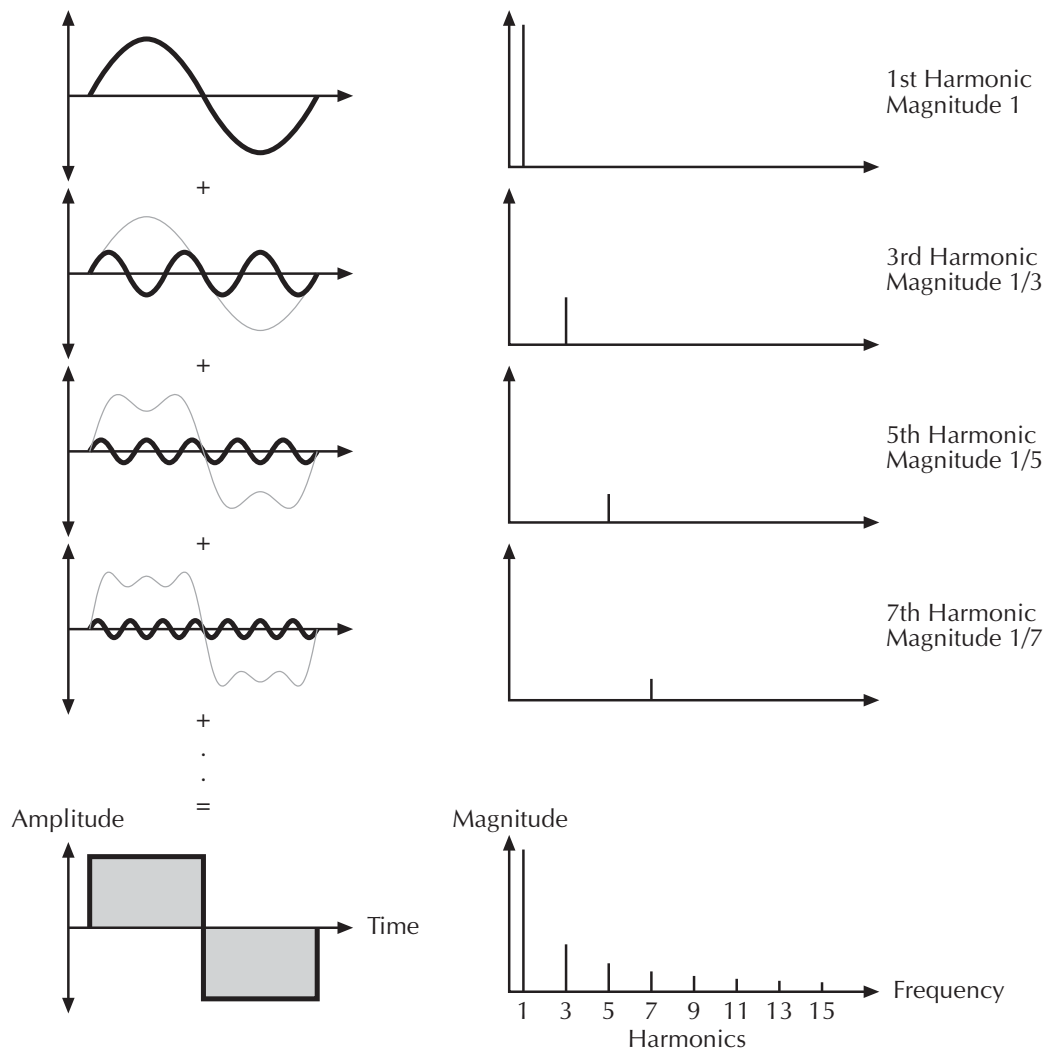 1st Harmonic
Magnitude 1
+
3rd Harmonic
Magnitude 1/3
+
5th Harmonic
Magnitude 1/5
+
7th Harmonic
Magnitude 1/7
+
.
.
=
Amplitude
Magnitude
Time
Frequency
1 3 5 7 9 11 13 15
Harmonics